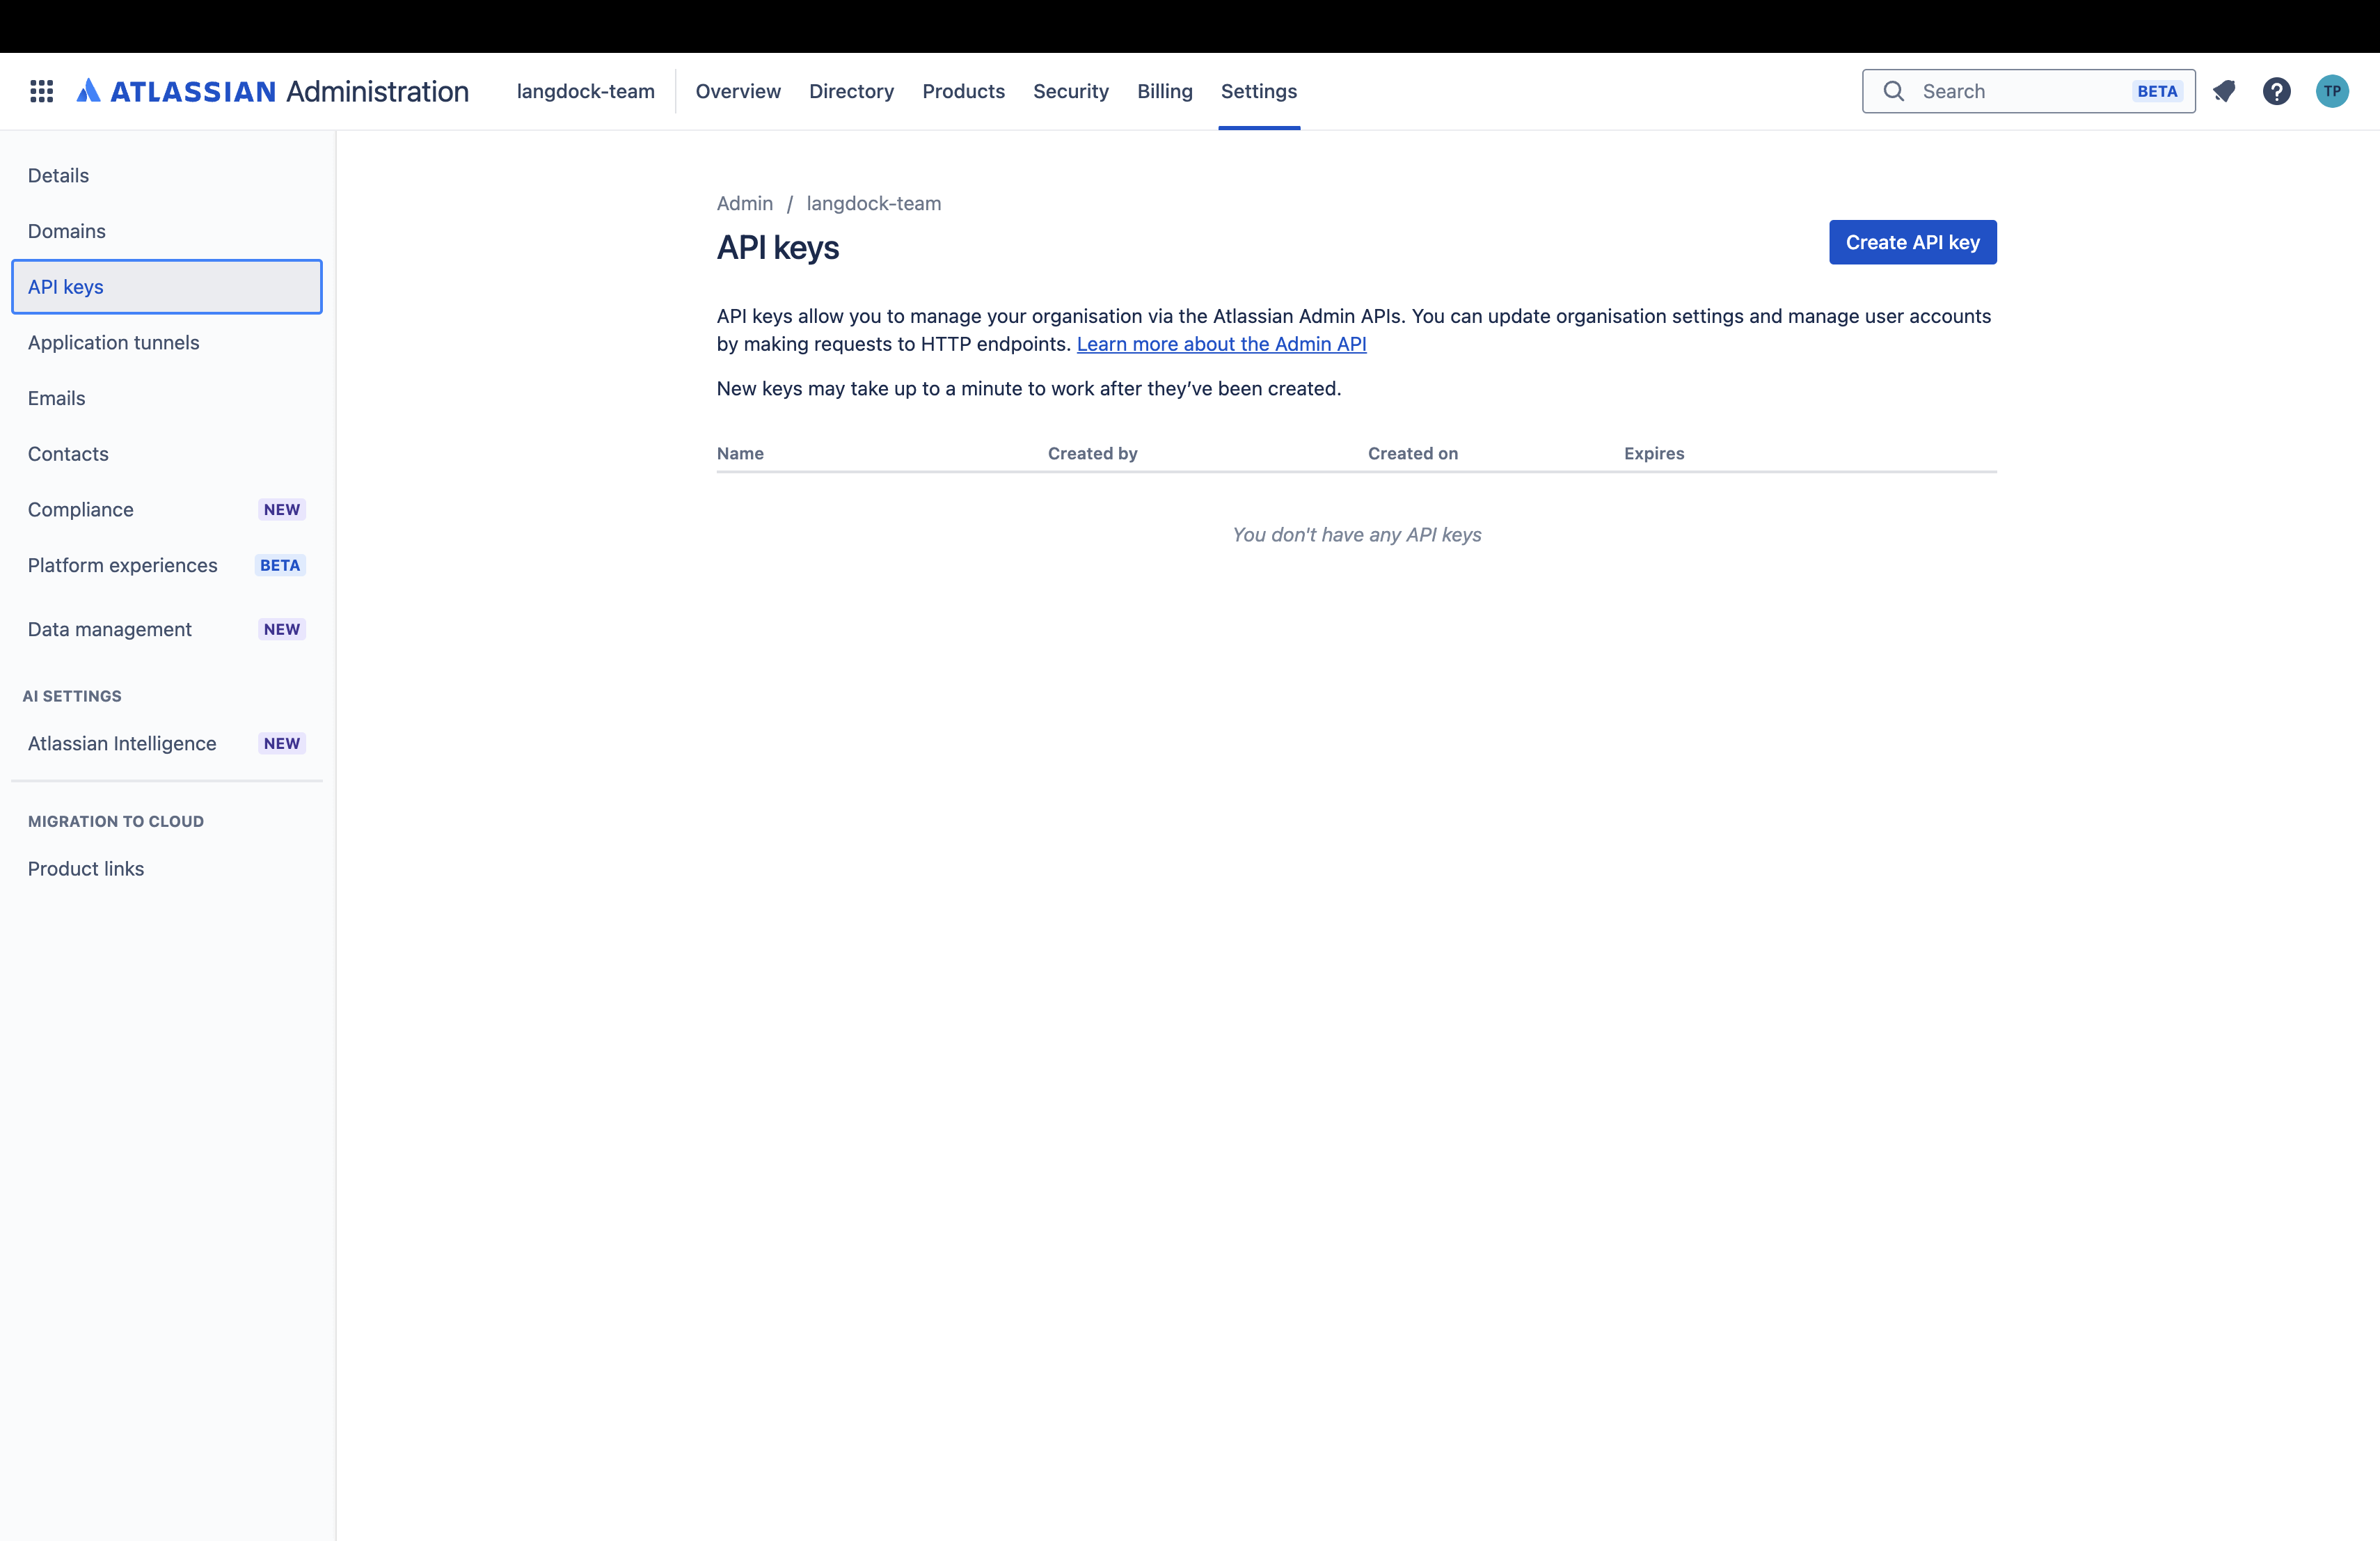 ATLASSIAN Administration
langdock-team
Overview
Directory
Products
Security
Billing
Settings
Search
BETA
?
TP
Details
Domains
API keys
Application tunnels
Emails
Contacts
Compliance NEW
Platform experiences BETA
Data management NEW
AI SETTINGS
Atlassian Intelligence NEW
MIGRATION TO CLOUD
Product links
Admin / langdock-team
API keys
Create API key
API keys allow you to manage your organisation via the Atlassian Admin APIs. You can update organisation settings and manage user accounts
by making requests to HTTP endpoints. Learn more about the Admin API
New keys may take up to a minute to work after they’ve been created.
Name Created by Created on Expires
You don't have any API keys